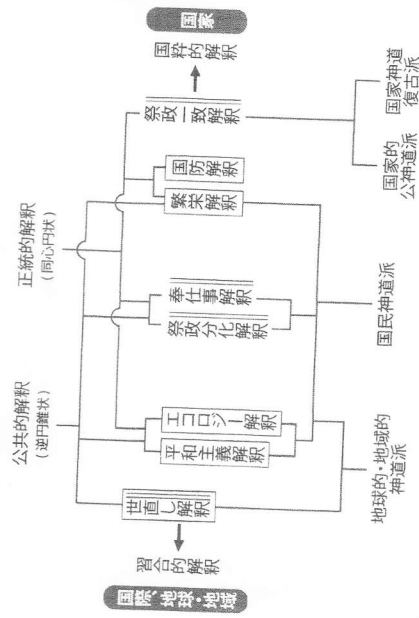 公共的解釈
（逆円錐状）
正統的解釈
（同心円状）
国際、地球・地域
習合的解釈
世直し解釈
平和主義解釈
エコロジー解釈
祭政分化解釈
奉仕事解釈
繁栄解釈
国防解釈
祭政一致解釈
国粋的解釈
国家
地球的・地域的
神道派
国民神道派
国家的
公神道派
国家神道
復古派